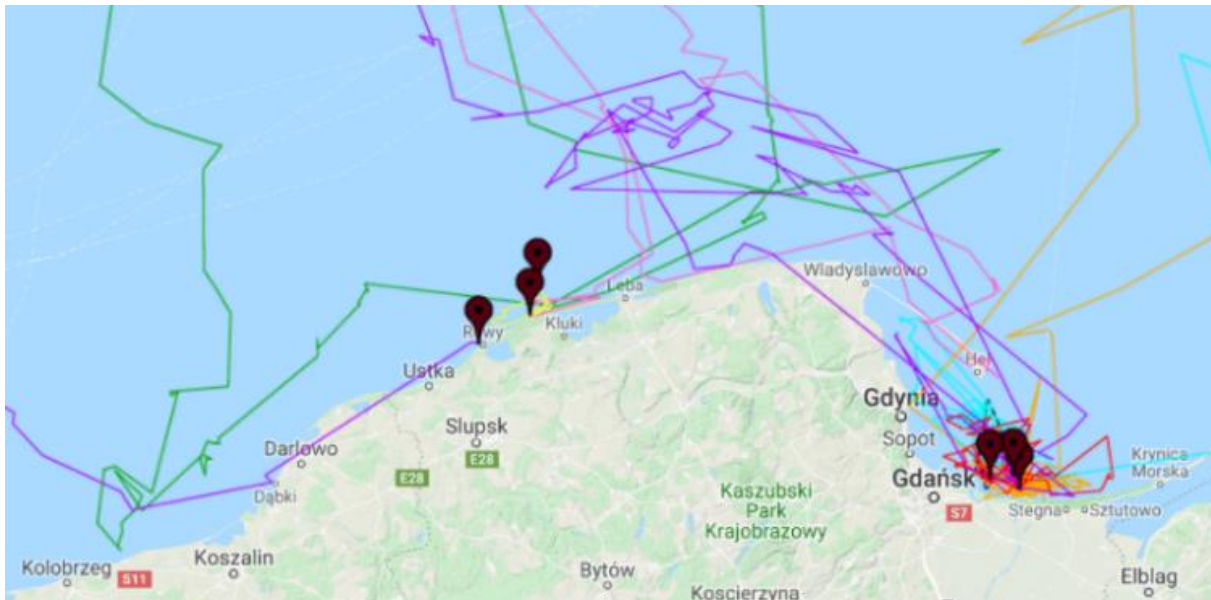 Wladyslawowo
Łeba
Kluki
Rowy
Hel
Ustka
Gdynia
Slupsk
Sopot
E28
Darlowo
Krynica
Morska
E28
Gdańsk
Dąbki
Kaszubski
Park
Krajobrazowy
S7
Stegna
Sztutowo
Koszalin
Kolobrzeg
S11
Bytów
Elblag
Koscierzyna